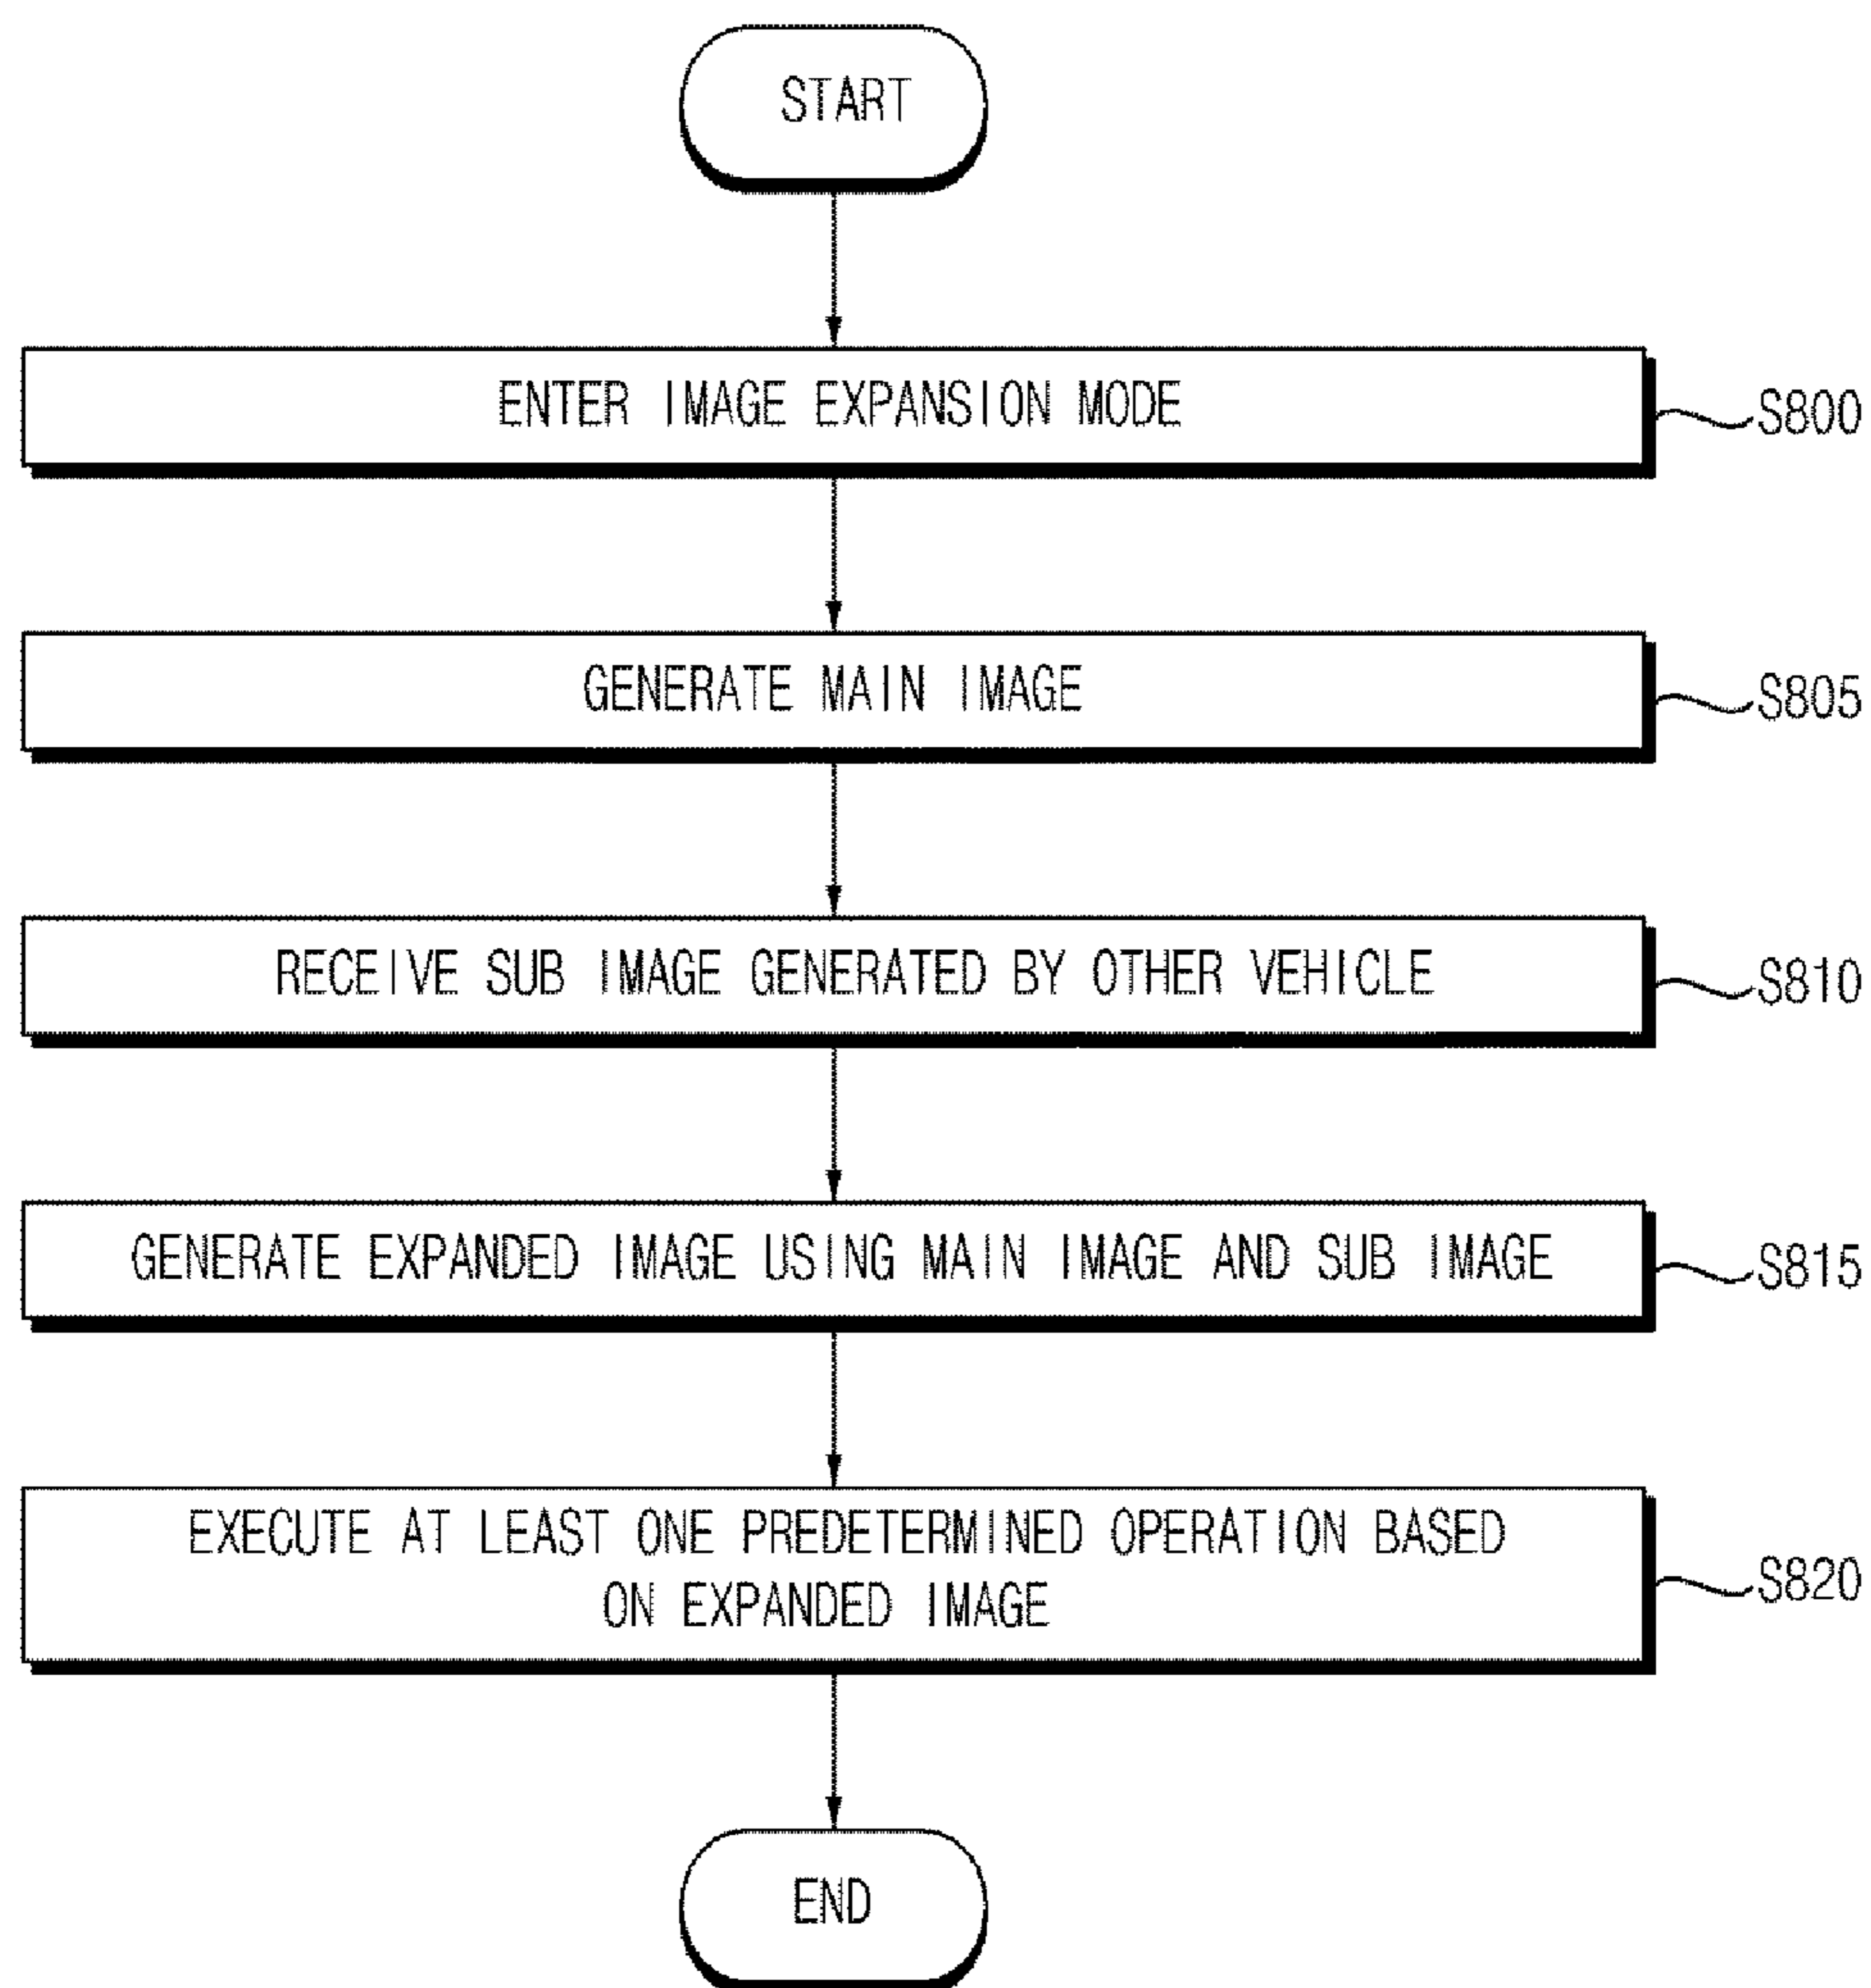 START
ENTER IMAGE EXPANSION MODE
S800
GENERATE MAIN IMAGE
S805
RECEIVE SUB IMAGE GENERATED BY OTHER VEHICLE
S810
GENERATE EXPANDED IMAGE USING MAIN IMAGE AND SUB IMAGE
S815
EXECUTE AT LEAST ONE PREDETERMINED OPERATION BASED
ON EXPANDED IMAGE
S820
END